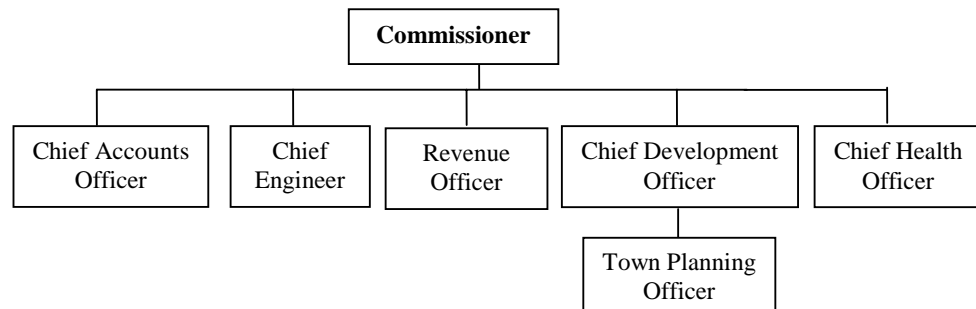 Commissioner
Chief Accounts
Officer
Chief
Engineer
Revenue
Officer
Chief Development
Officer
Chief Health
Officer
Town Planning
Officer